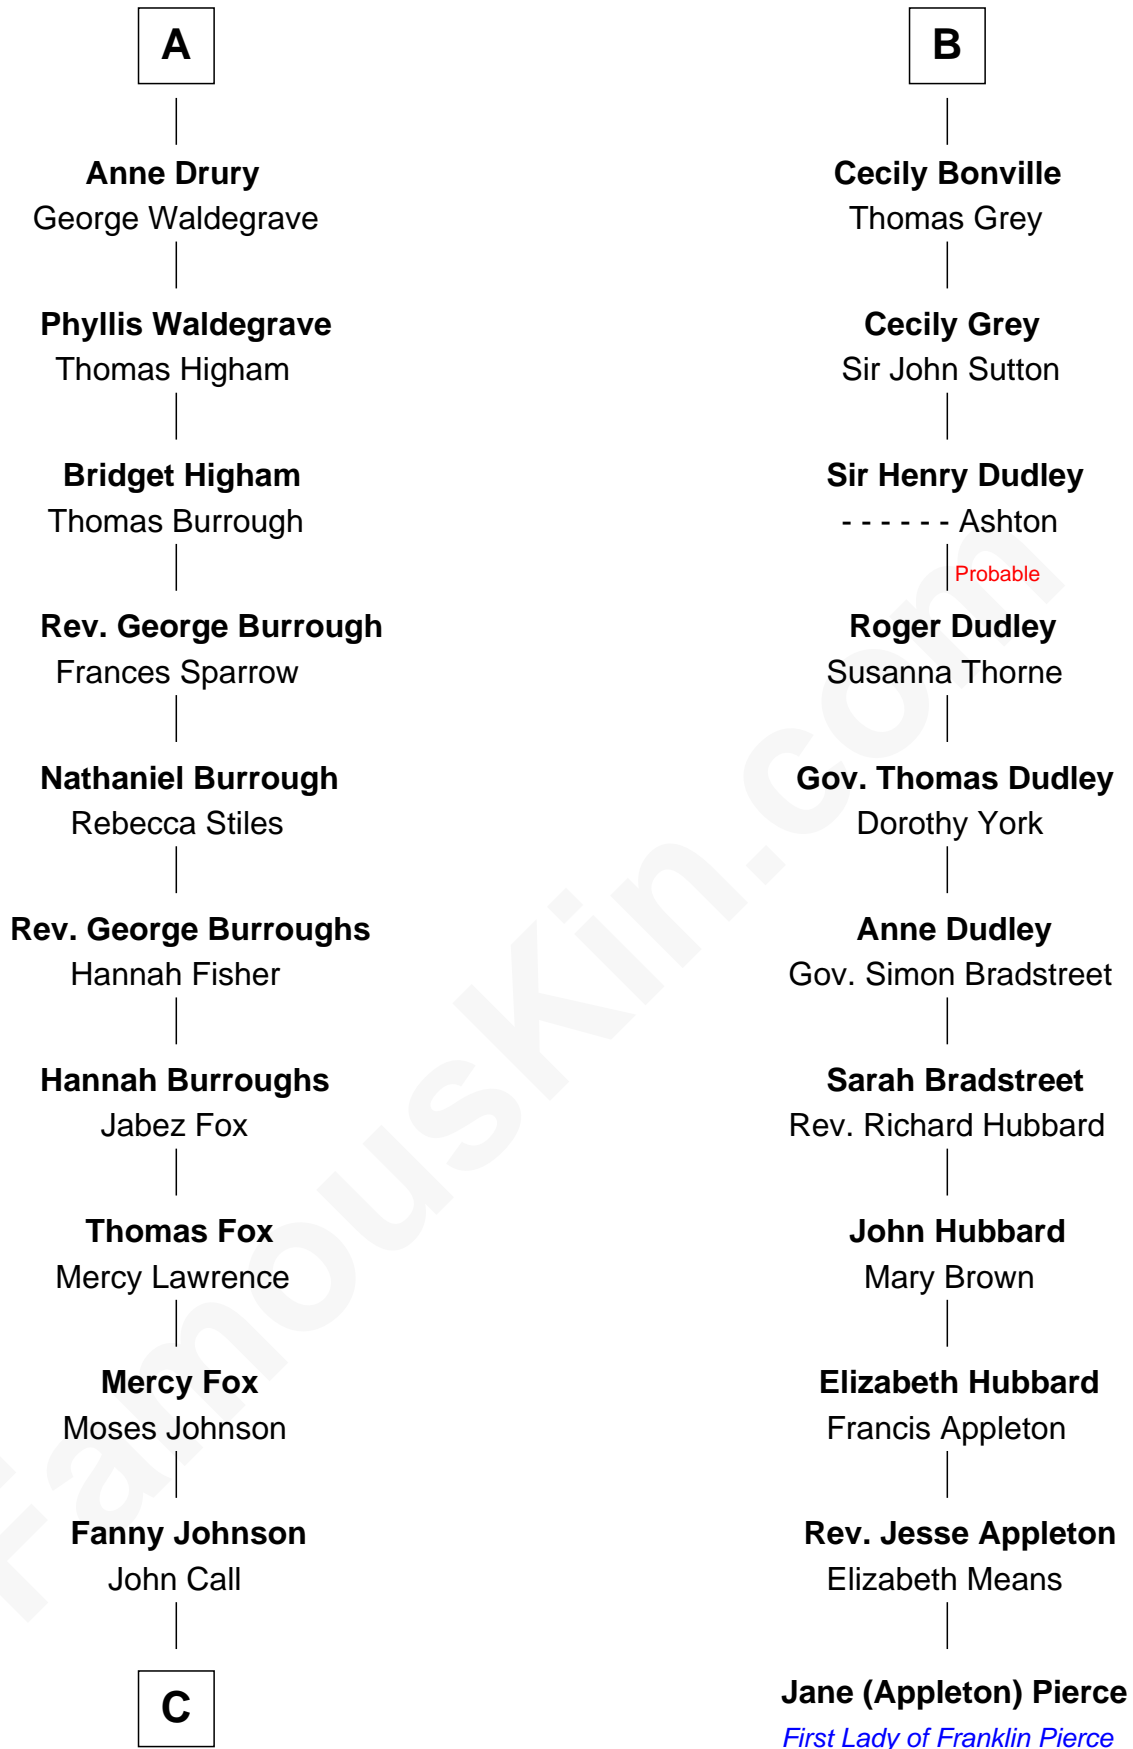 A
Anne Drury
George Waldegrave
Phyllis Waldegrave
Thomas Higham
Bridget Higham
Thomas Burrough
Rev. George Burrough
Frances Sparrow
Nathaniel Burrough
Rebecca Stiles
Rev. George Burroughs
Hannah Fisher
Hannah Burroughs
Jabez Fox
Thomas Fox
Mercy Lawrence
Mercy Fox
Moses Johnson
Fanny Johnson
John Call
C
B
Cecily Bonville
Thomas Grey
Cecily Grey
Sir John Sutton
Sir Henry Dudley
- - - - - - Ashton
Probable
Roger Dudley
Susanna Thorne
Gov. Thomas Dudley
Dorothy York
Anne Dudley
Gov. Simon Bradstreet
Sarah Bradstreet
Rev. Richard Hubbard
John Hubbard
Mary Brown
Elizabeth Hubbard
Francis Appleton
Rev. Jesse Appleton
Elizabeth Means
Jane (Appleton) Pierce
First Lady of Franklin Pierce
FamousKin.com